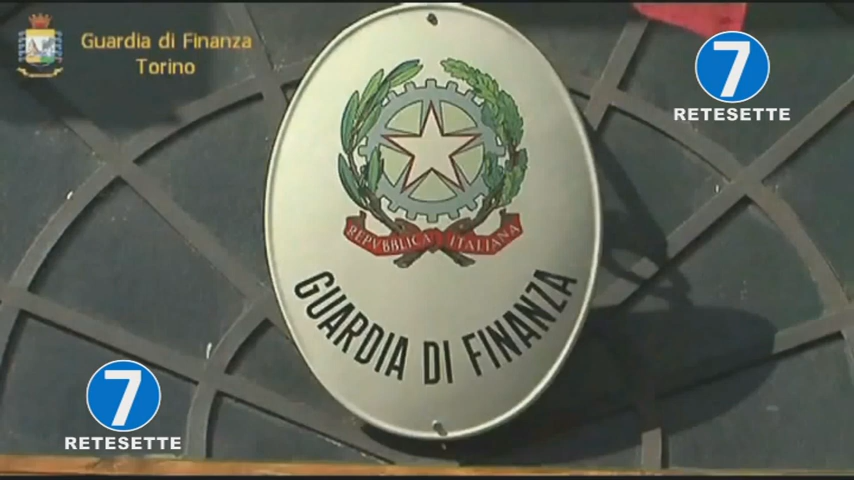 Guardia di Finanza
Torino
7
RETESETTE
REPVBBLICA ITALIANA
GUARDIA DI FINANZA
7
RETESETTE